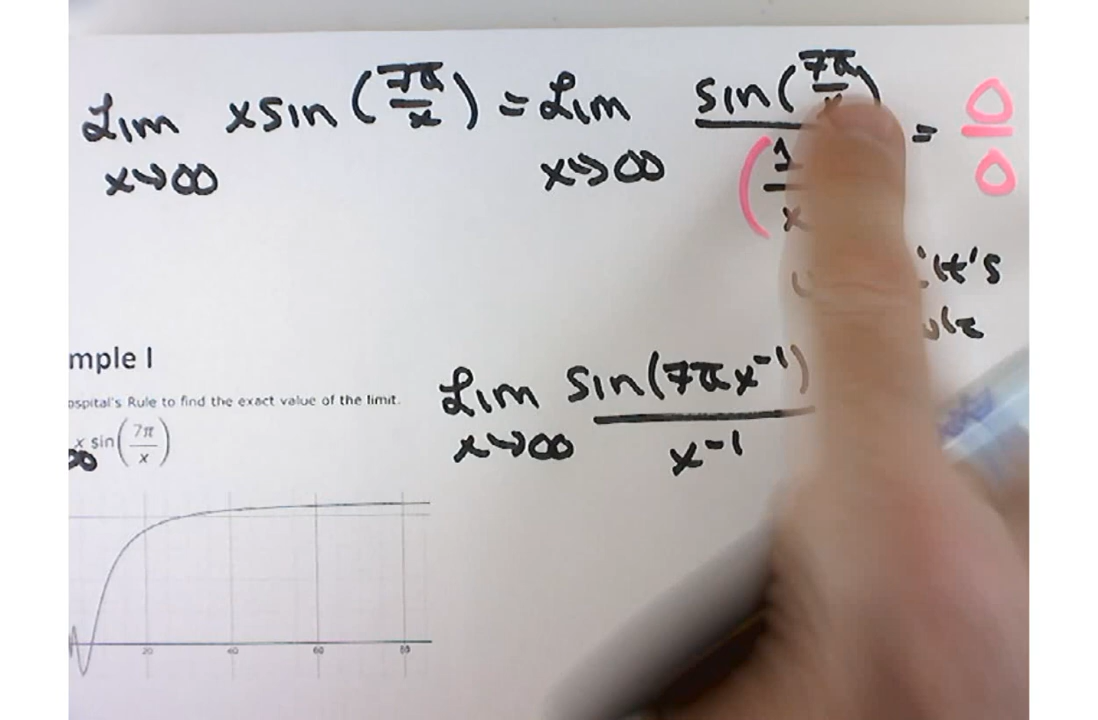 Lim x sin (7π/x) = Lim sin(7π/x) = 0/0
x→∞ x→∞ (1/x
't's
Lim sin(7πx⁻¹)
x→∞ x⁻¹
mple I
ospital's Rule to find the exact value of the limit.
x sin(7π/x)
∞
20 40 60 80